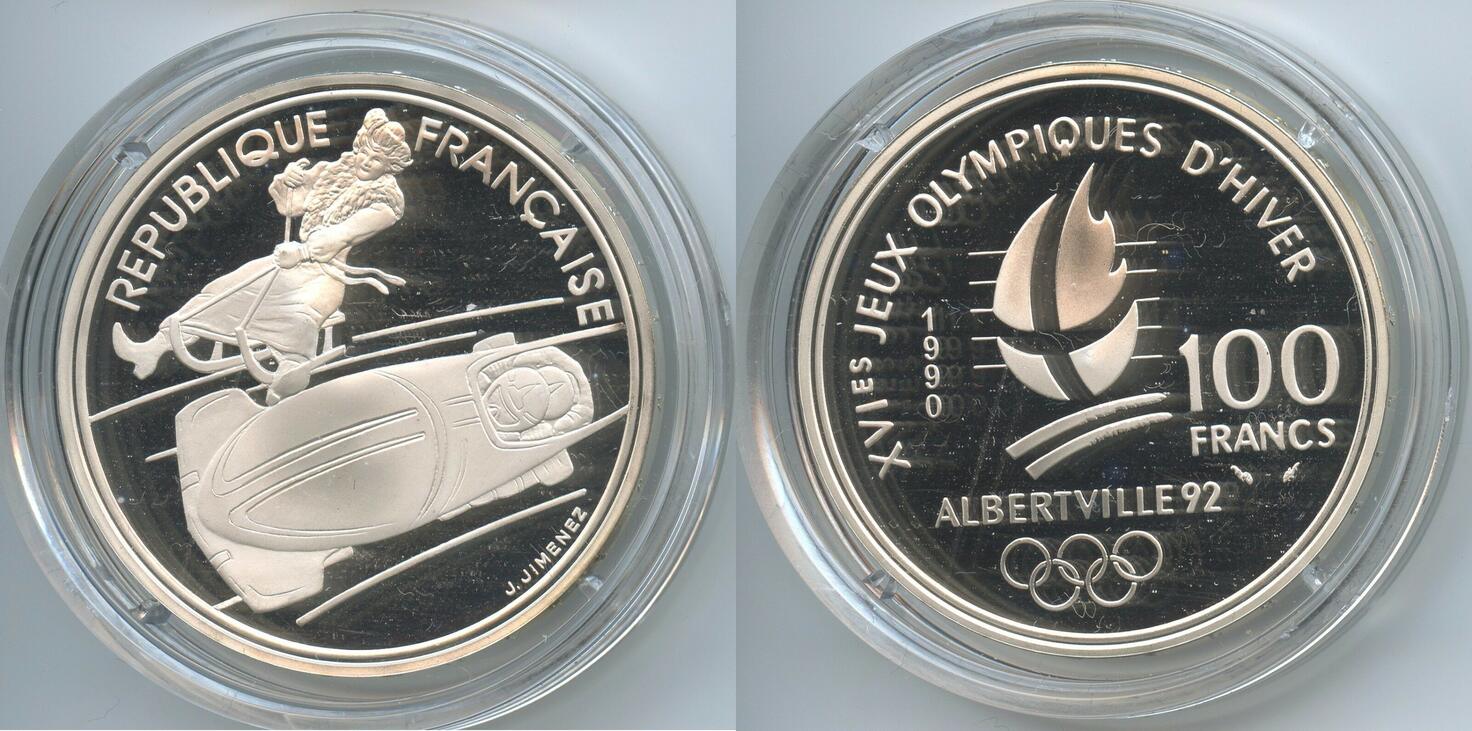 REPUBLIQUE FRANÇAISE
J. JIMENEZ
XVIES JEUX OLYMPIQUES D'HIVER
1990
100
FRANCS
ALBERTVILLE 92